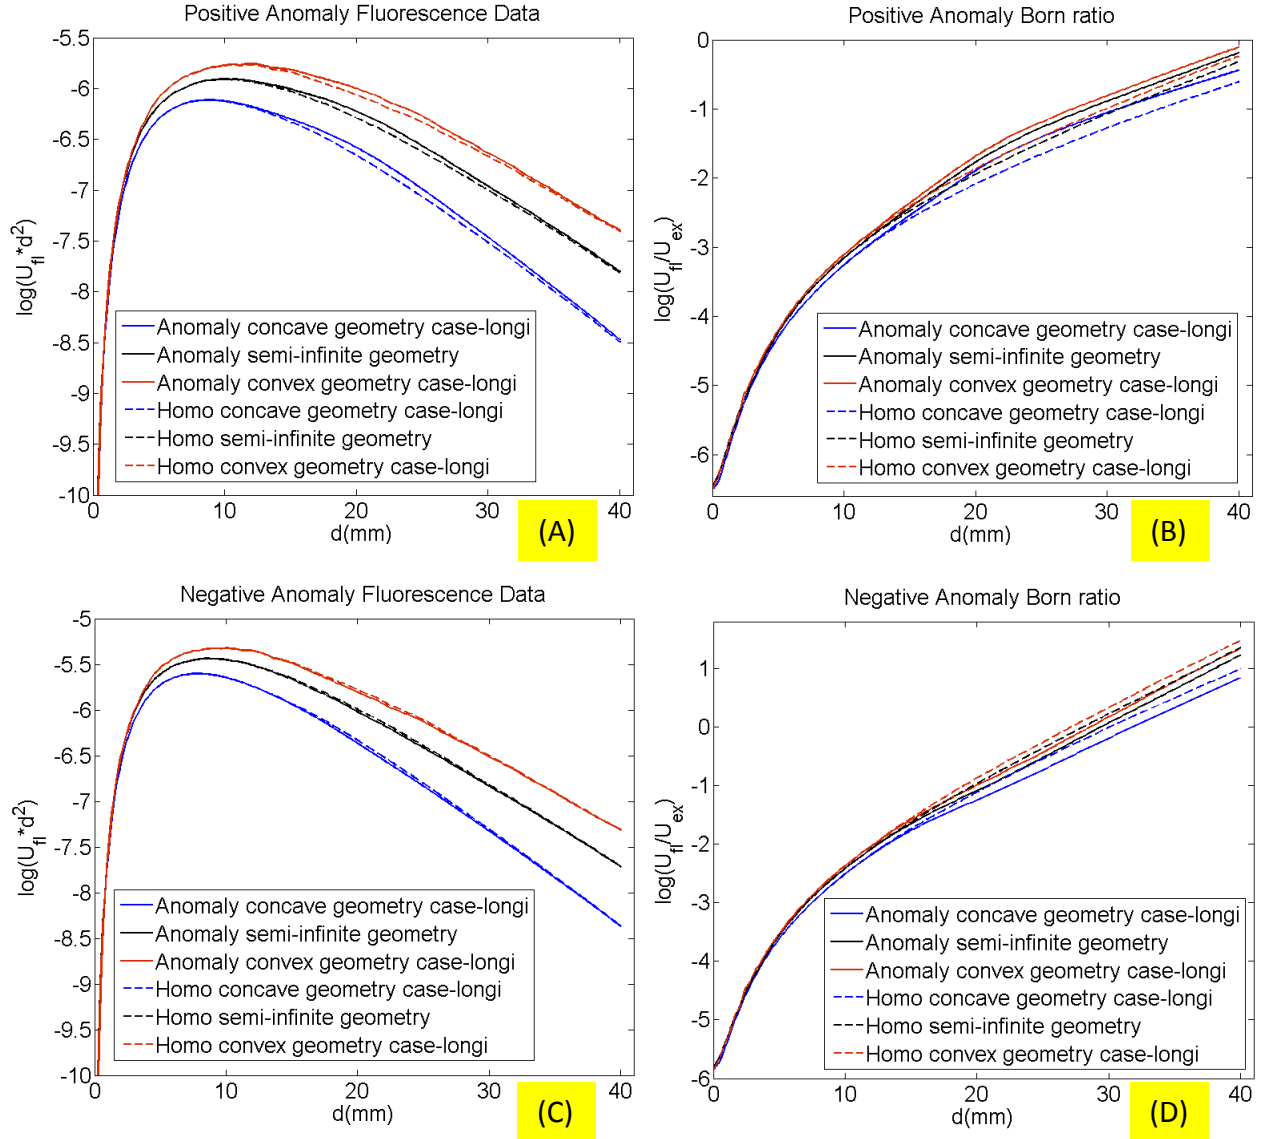 Positive Anomaly Fluorescence Data
-5.5
-6
-6.5
-7
-7.5
-8
-8.5
-9
-9.5
-10
log(U_fl*d^2)
Anomaly concave geometry case-longi
Anomaly semi-infinite geometry
Anomaly convex geometry case-longi
Homo concave geometry case-longi
Homo semi-infinite geometry
Homo convex geometry case-longi
0 10 20 30 40
d(mm)
(A)
Positive Anomaly Born ratio
0
-1
-2
-3
-4
-5
-6
log(U_fl/U_ex)
Anomaly concave geometry case-longi
Anomaly semi-infinite geometry
Anomaly convex geometry case-longi
Homo concave geometry case-longi
Homo semi-infinite geometry
Homo convex geometry case-longi
0 10 20 30 40
d(mm)
(B)
Negative Anomaly Fluorescence Data
-5
-5.5
-6
-6.5
-7
-7.5
-8
-8.5
-9
-9.5
-10
log(U_fl*d^2)
Anomaly concave geometry case-longi
Anomaly semi-infinite geometry
Anomaly convex geometry case-longi
Homo concave geometry case-longi
Homo semi-infinite geometry
Homo convex geometry case-longi
0 10 20 30 40
d(mm)
(C)
Negative Anomaly Born ratio
1
0
-1
-2
-3
-4
-5
-6
log(U_fl/U_ex)
Anomaly concave geometry case-longi
Anomaly semi-infinite geometry
Anomaly convex geometry case-longi
Homo concave geometry case-longi
Homo semi-infinite geometry
Homo convex geometry case-longi
0 10 20 30 40
d(mm)
(D)